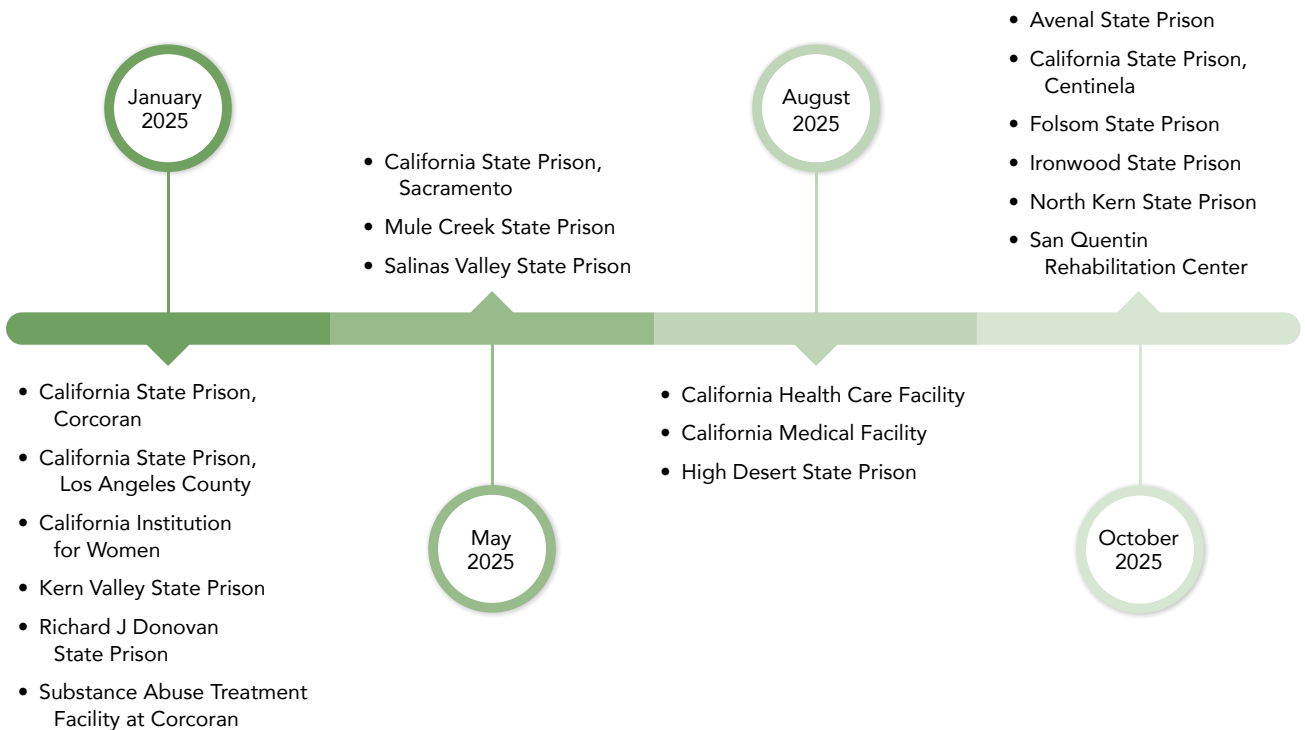 January
2025
• California State Prison,
Corcoran
• California State Prison,
Los Angeles County
• California Institution
for Women
• Kern Valley State Prison
• Richard J Donovan
State Prison
• Substance Abuse Treatment
Facility at Corcoran
• California State Prison,
Sacramento
• Mule Creek State Prison
• Salinas Valley State Prison
May
2025
August
2025
• California Health Care Facility
• California Medical Facility
• High Desert State Prison
• Avenal State Prison
• California State Prison,
Centinela
• Folsom State Prison
• Ironwood State Prison
• North Kern State Prison
• San Quentin
Rehabilitation Center
October
2025